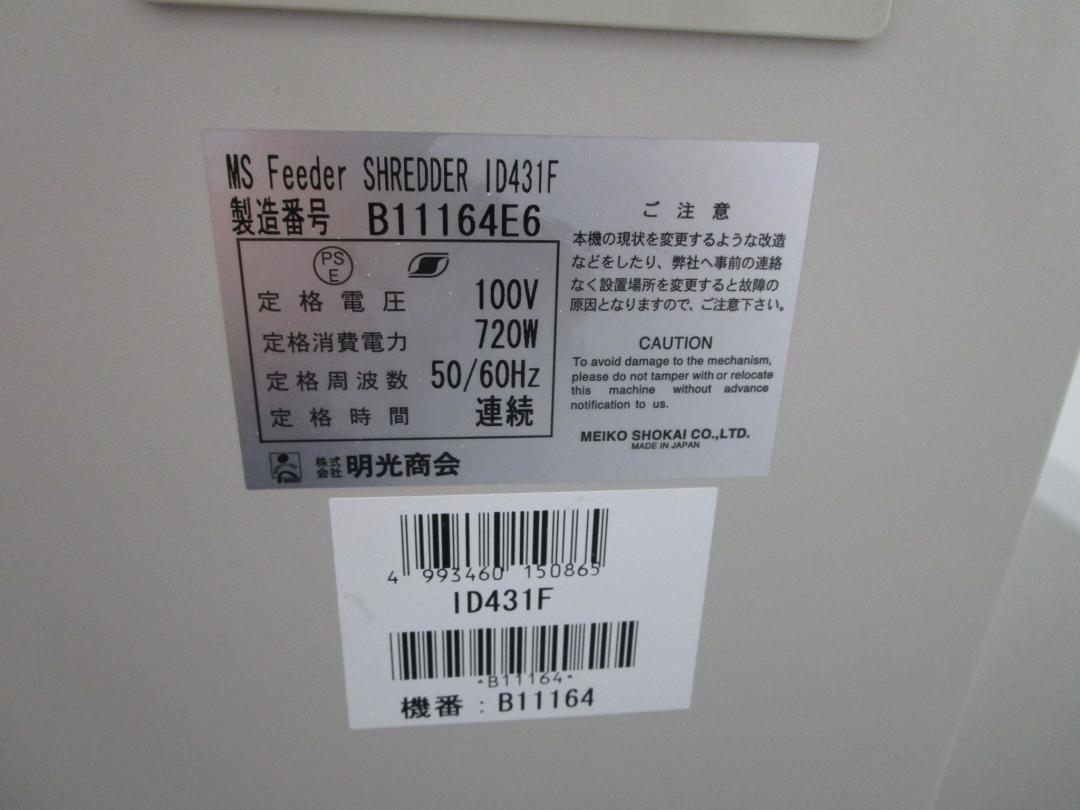 MS Feeder SHREDDER ID431F
製造番号 B11164E6
PS
E
定格電圧 100V
定格消費電力 720W
定格周波数 50/60Hz
定格時間 連続
株式
会社 明光商会
ご注意
本機の現状を変更するような改造
などをしたり、弊社へ事前の連絡
なく設置場所を変更すると故障の
原因となりますので、ご注意下さい。
CAUTION
To avoid damage to the mechanism,
please do not tamper with or relocate
this machine without advance
notification to us.
MEIKO SHOKAI CO.,LTD.
MADE IN JAPAN
4 993460 150865
ID431F
*B11164*
機番 : B11164